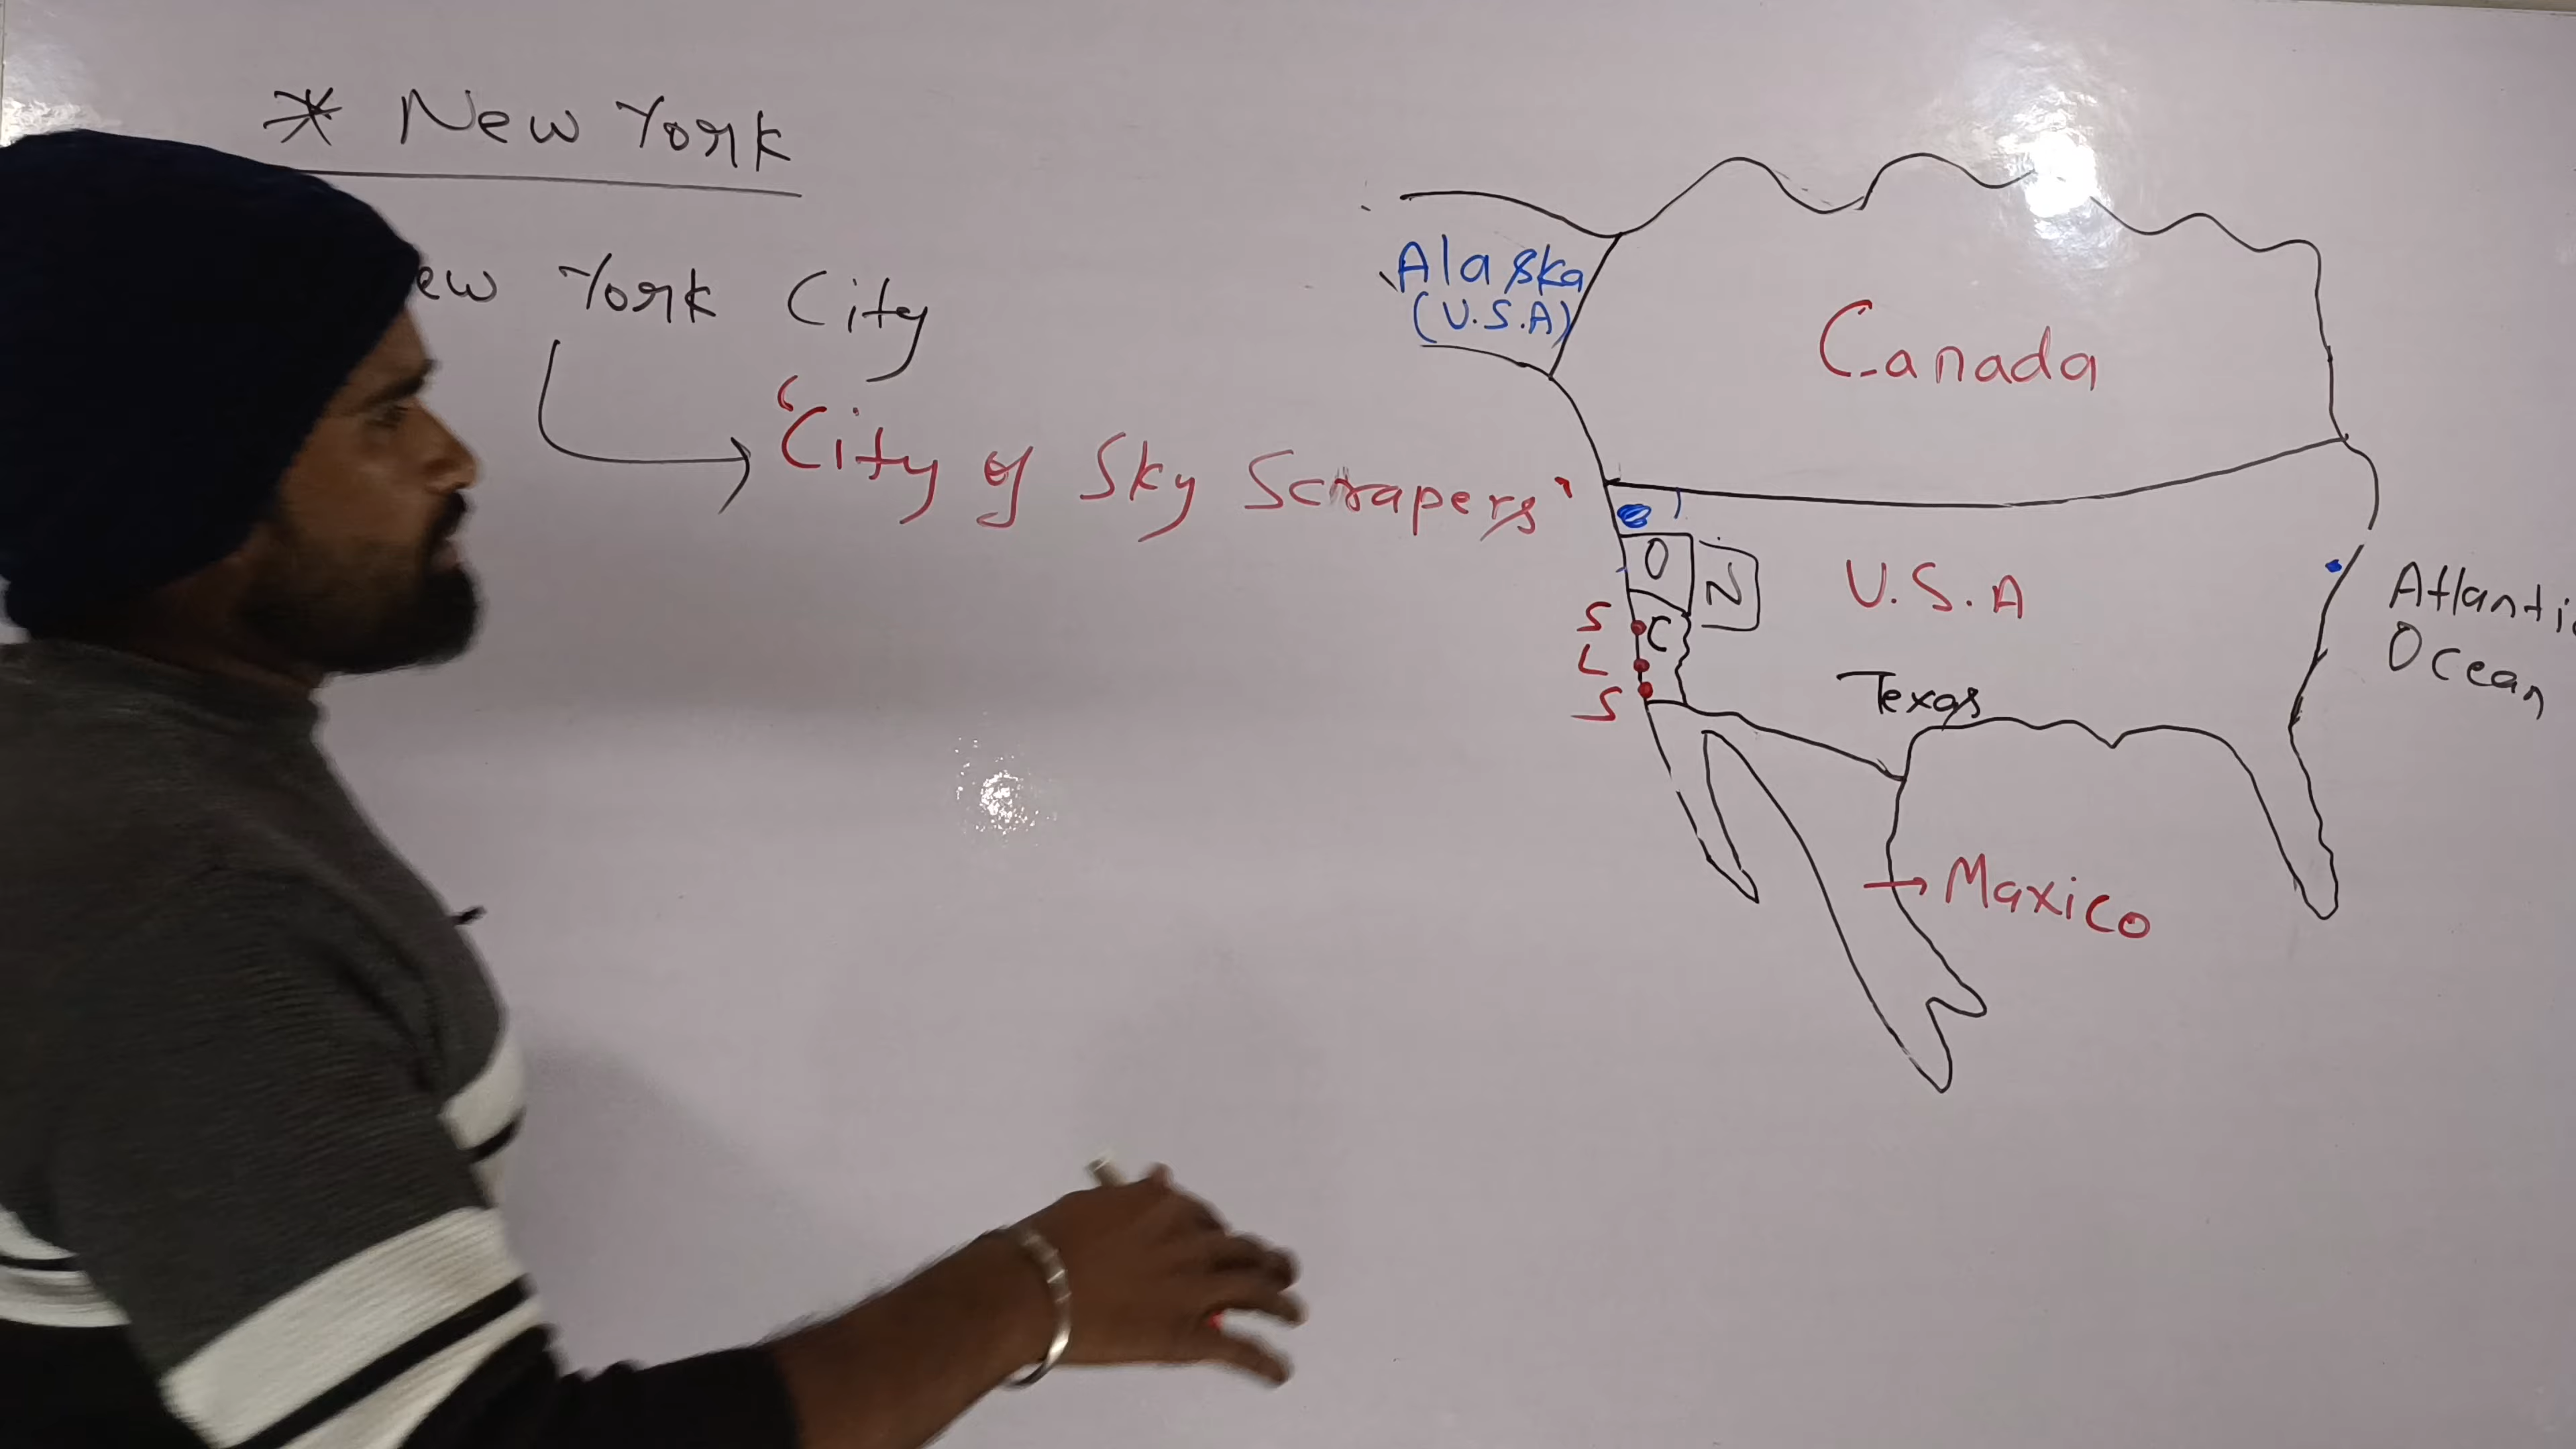 * New York
ew York City
'City of Sky Scrapers'
Alaska
(U.S.A)
Canada
O
N
U.S.A
S
C
L
S
Texas
Atlanti
Ocean
→ Maxico